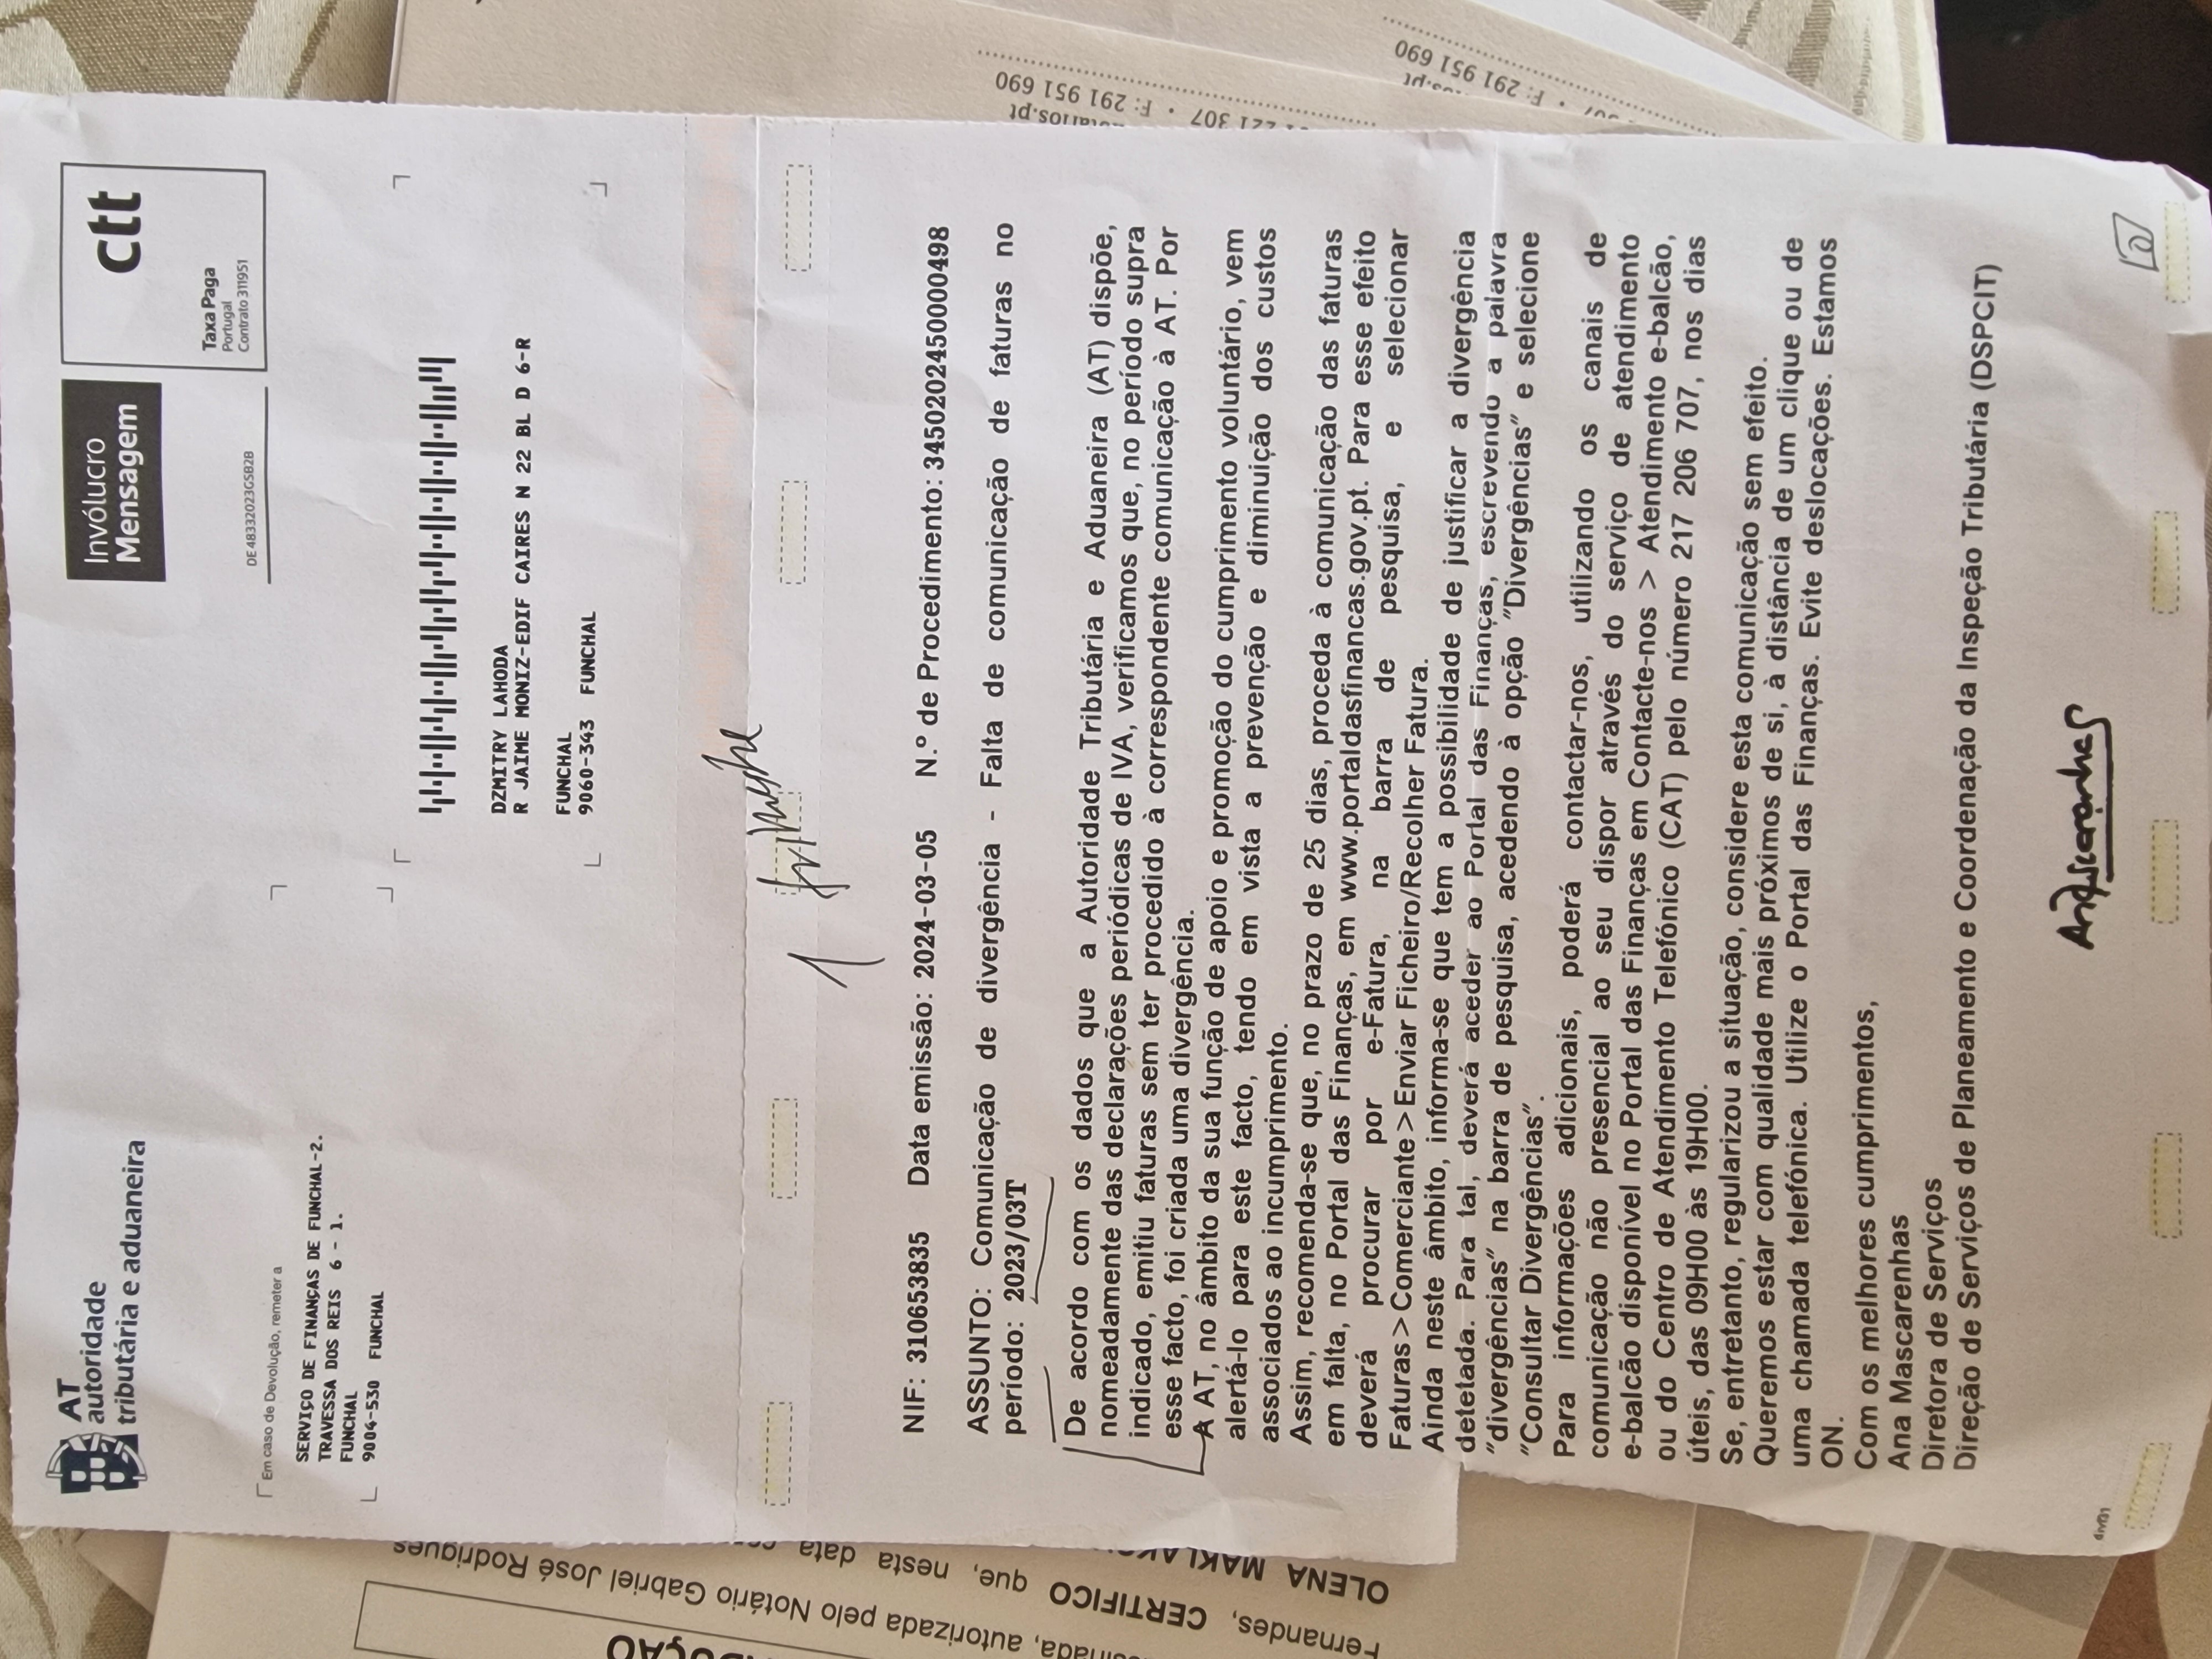 AT
autoridade
tributária e aduaneira
Invólucro
Mensagem
ctt
Taxa Paga
Portugal
Contrato 311951
DE 48332023GSB2B
Em caso de Devolução, remeter a
SERVIÇO DE FINANÇAS DE FUNCHAL-2.
TRAVESSA DOS REIS 6 - 1.
FUNCHAL
9004-530 FUNCHAL
DZMITRY LAHODA
R JAIME MONIZ-EDIF CAIRES N 22 BL D 6-R
FUNCHAL
9060-343 FUNCHAL
1
NIF: 310653835 Data emissão: 2024-03-05 N.º de Procedimento: 3450202450000498
ASSUNTO: Comunicação de divergência - Falta de comunicação de faturas no
período: 2023/03T
De acordo com os dados que a Autoridade Tributária e Aduaneira (AT) dispõe,
nomeadamente das declarações periódicas de IVA, verificamos que, no período supra
indicado, emitiu faturas sem ter procedido à correspondente comunicação à AT. Por
esse facto, foi criada uma divergência.
A AT, no âmbito da sua função de apoio e promoção do cumprimento voluntário, vem
alertá-lo para este facto, tendo em vista a prevenção e diminuição dos custos
associados ao incumprimento.
Assim, recomenda-se que, no prazo de 25 dias, proceda à comunicação das faturas
em falta, no Portal das Finanças, em www.portaldasfinancas.gov.pt. Para esse efeito
deverá procurar por e-Fatura, na barra de pesquisa, e selecionar
Faturas>Comerciante>Enviar Ficheiro/Recolher Fatura.
Ainda neste âmbito, informa-se que tem a possibilidade de justificar a divergência
detetada. Para tal, deverá aceder ao Portal das Finanças, escrevendo a palavra
"divergências" na barra de pesquisa, acedendo à opção "Divergências" e selecione
"Consultar Divergências".
Para informações adicionais, poderá contactar-nos, utilizando os canais de
comunicação não presencial ao seu dispor através do serviço de atendimento
e-balcão disponível no Portal das Finanças em Contacte-nos > Atendimento e-balcão,
ou do Centro de Atendimento Telefónico (CAT) pelo número 217 206 707, nos dias
úteis, das 09H00 às 19H00.
Se, entretanto, regularizou a situação, considere esta comunicação sem efeito.
Queremos estar com qualidade mais próximos de si, à distância de um clique ou de
uma chamada telefónica. Utilize o Portal das Finanças. Evite deslocações. Estamos
ON.
Com os melhores cumprimentos,
Ana Mascarenhas
Diretora de Serviços
Direção de Serviços de Planeamento e Coordenação da Inspeção Tributária (DSPCIT)
autorizada pelo Notário Gabriel José Rodrigues
Fernandes, CERTIFICO que, nesta data
OLENA
F: 291 951 690
221 307 • F: 291 951 690